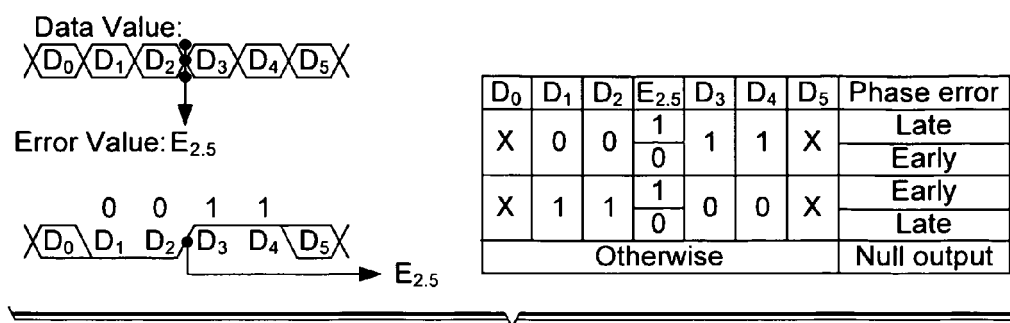 Data Value:
D₀ D₁ D₂ D₃ D₄ D₅
Error Value: E₂.₅
0 0 1 1
D₀ D₁ D₂ D₃ D₄ D₅
E₂.₅
D₀ D₁ D₂ E₂.₅ D₃ D₄ D₅ Phase error
X 0 0 1 1 1 X Late
0 Early
X 1 1 1 0 0 X Early
0 Late
Otherwise Null output